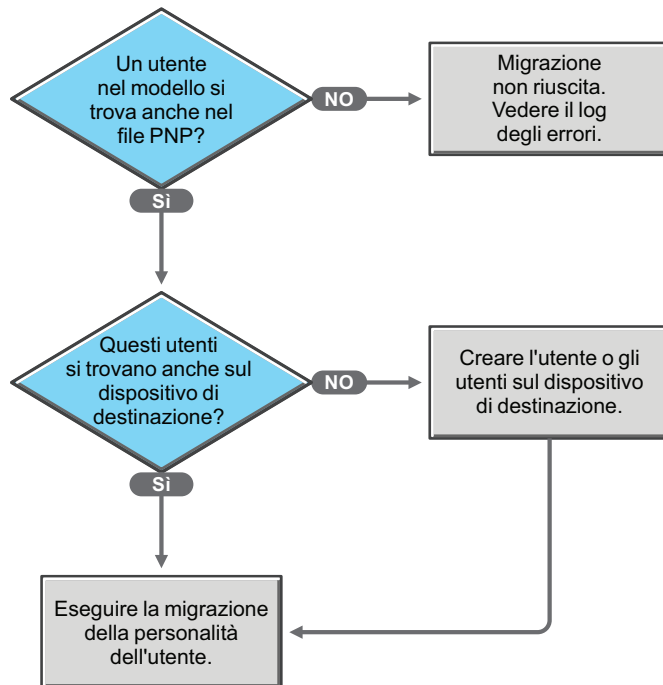 Un utente
nel modello si
trova anche nel
file PNP?
NO
Migrazione
non riuscita.
Vedere il log
degli errori.
Sì
Questi utenti
si trovano anche sul
dispositivo di
destinazione?
NO
Creare l'utente o gli
utenti sul dispositivo
di destinazione.
Sì
Eseguire la migrazione
della personalità
dell'utente.